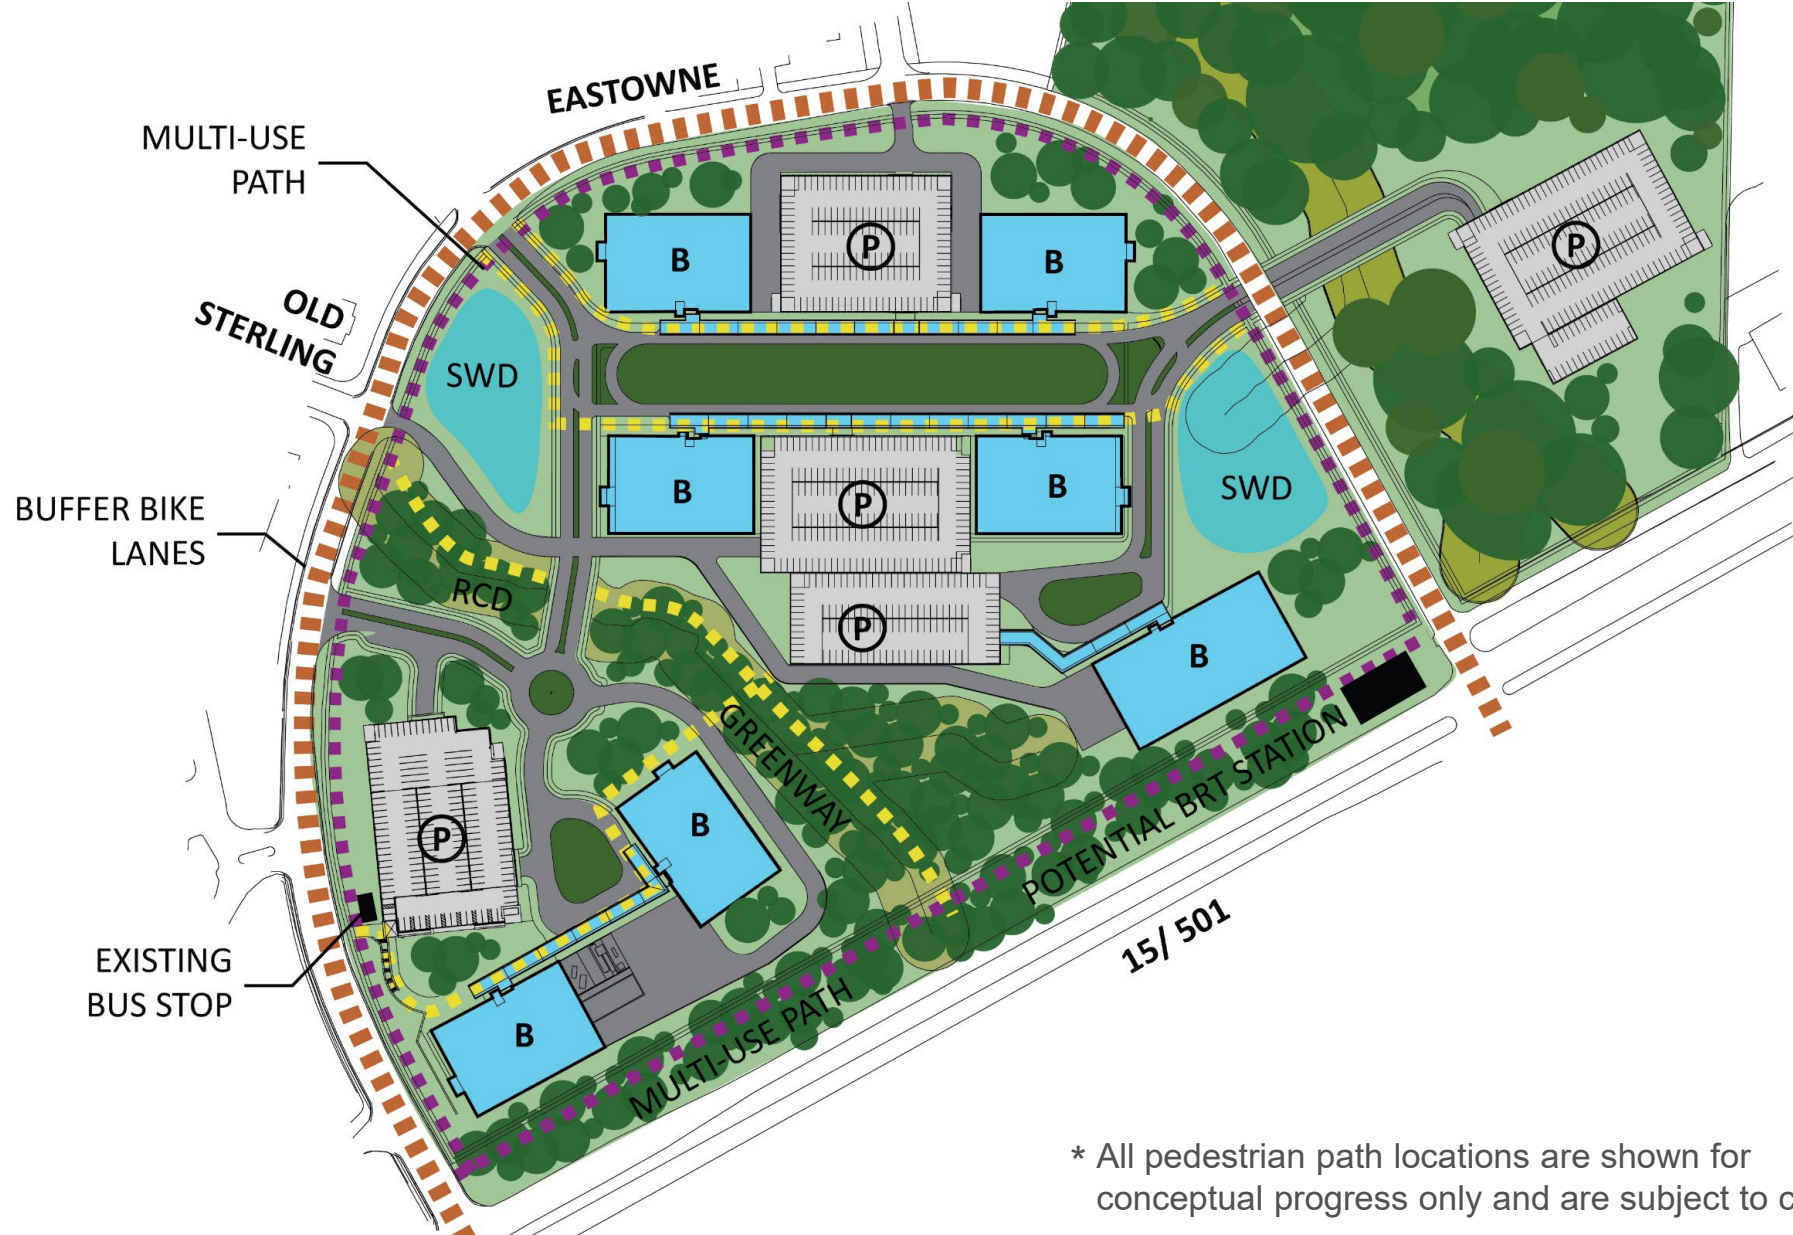 EASTOWNE
MULTI-USE
PATH
P
P
B
B
OLD
STERLING
SWD
B
B
SWD
P
BUFFER BIKE
LANES
RCD
P
B
GREENWAY
POTENTIAL BRT STATION
B
P
15/ 501
EXISTING
BUS STOP
MULTI-USE PATH
B
* All pedestrian path locations are shown for
conceptual progress only and are subject to c